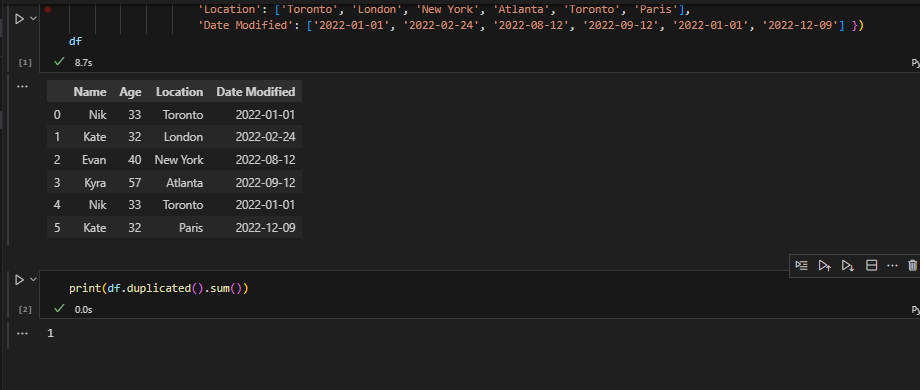 'Location': ['Toronto', 'London', 'New York', 'Atlanta', 'Toronto', 'Paris'],
'Date Modified': ['2022-01-01', '2022-02-24', '2022-08-12', '2022-09-12', '2022-01-01', '2022-12-09'] })
df
[1] 8.7s Py
...
Name Age Location Date Modified
0 Nik 33 Toronto 2022-01-01
1 Kate 32 London 2022-02-24
2 Evan 40 New York 2022-08-12
3 Kyra 57 Atlanta 2022-09-12
4 Nik 33 Toronto 2022-01-01
5 Kate 32 Paris 2022-12-09
print(df.duplicated().sum())
[2] 0.0s Py
... 1